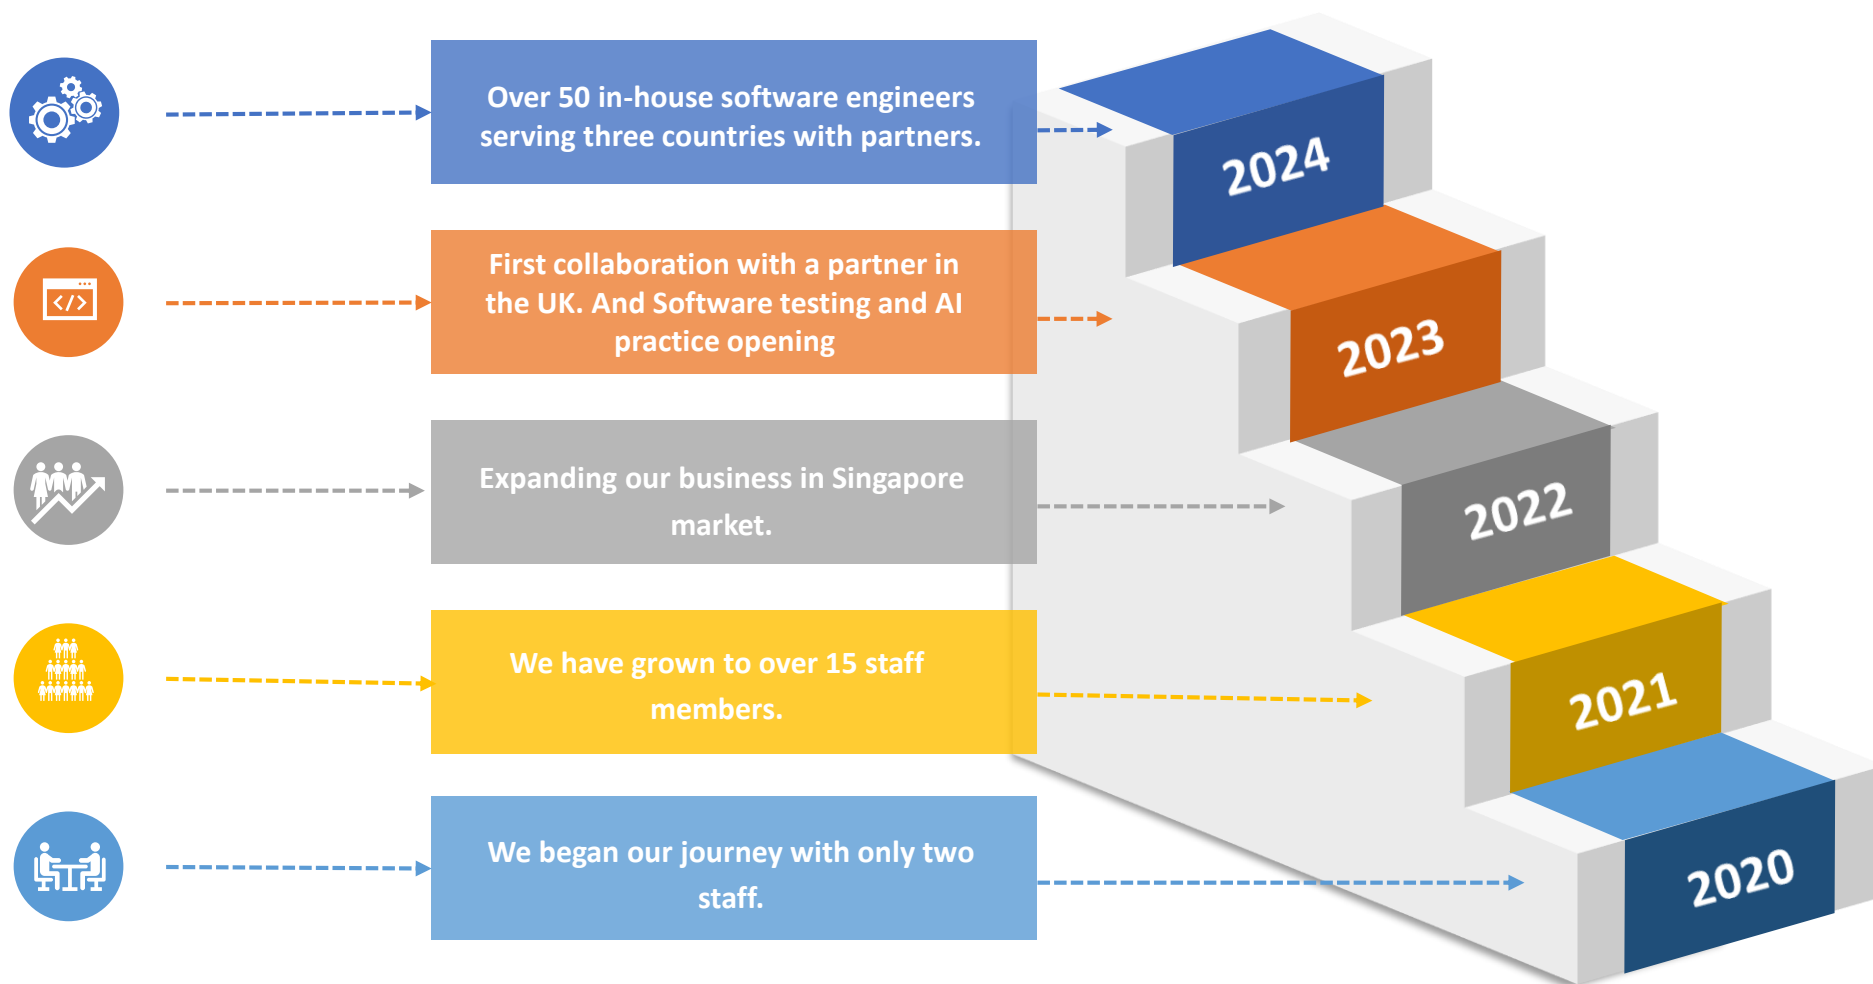 Over 50 in-house software engineers
serving three countries with partners.
2024
First collaboration with a partner in
the UK. And Software testing and AI
practice opening
</>
2023
Expanding our business in Singapore
market.
2022
We have grown to over 15 staff
members.
2021
We began our journey with only two
staff.
2020